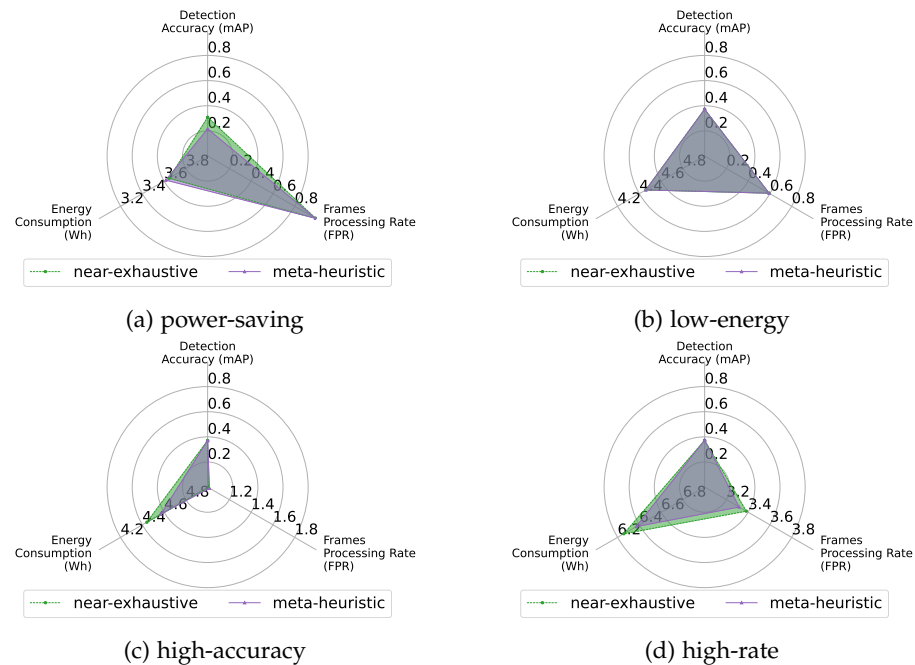 Detection
Accuracy (mAP)
0.8
0.6
0.4
0.2
3.8
3.6
3.4
3.2
0.2
0.4
0.6
0.8
Energy
Consumption
(Wh)
Frames
Processing Rate
(FPR)
near-exhaustive meta-heuristic
(a) power-saving
Detection
Accuracy (mAP)
0.8
0.6
0.4
0.2
4.8
4.6
4.4
4.2
0.2
0.4
0.6
0.8
Energy
Consumption
(Wh)
Frames
Processing Rate
(FPR)
near-exhaustive meta-heuristic
(b) low-energy
Detection
Accuracy (mAP)
0.8
0.6
0.4
0.2
4.8
4.6
4.4
4.2
1.2
1.4
1.6
1.8
Energy
Consumption
(Wh)
Frames
Processing Rate
(FPR)
near-exhaustive meta-heuristic
(c) high-accuracy
Detection
Accuracy (mAP)
0.8
0.6
0.4
0.2
6.8
6.6
6.4
6.2
3.2
3.4
3.6
3.8
Energy
Consumption
(Wh)
Frames
Processing Rate
(FPR)
near-exhaustive meta-heuristic
(d) high-rate